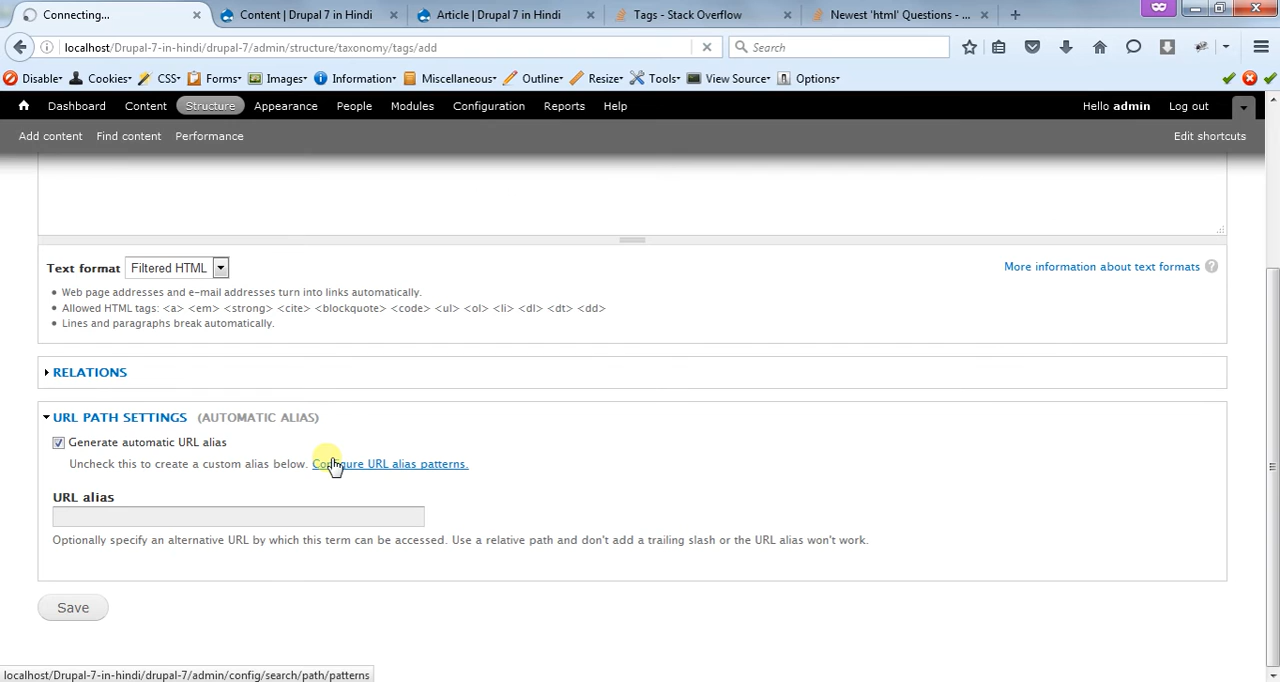 Connecting...
Content | Drupal 7 in Hindi
Article | Drupal 7 in Hindi
Tags - Stack Overflow
Newest 'html' Questions - ...
localhost/Drupal-7-in-hindi/drupal-7/admin/structure/taxonomy/tags/add
Search
Disable
Cookies
CSS
Forms
Images
Information
Miscellaneous
Outline
Resize
Tools
View Source
Options
Dashboard
Content
Structure
Appearance
People
Modules
Configuration
Reports
Help
Hello admin
Log out
Add content
Find content
Performance
Edit shortcuts
Text format Filtered HTML
More information about text formats ?
Web page addresses and e-mail addresses turn into links automatically.
Allowed HTML tags: <a> <em> <strong> <cite> <blockquote> <code> <ul> <ol> <li> <dl> <dt> <dd>
Lines and paragraphs break automatically.
RELATIONS
URL PATH SETTINGS (AUTOMATIC ALIAS)
Generate automatic URL alias
Uncheck this to create a custom alias below. Configure URL alias patterns.
URL alias
Optionally specify an alternative URL by which this term can be accessed. Use a relative path and don't add a trailing slash or the URL alias won't work.
Save
localhost/Drupal-7-in-hindi/drupal-7/admin/config/search/path/patterns